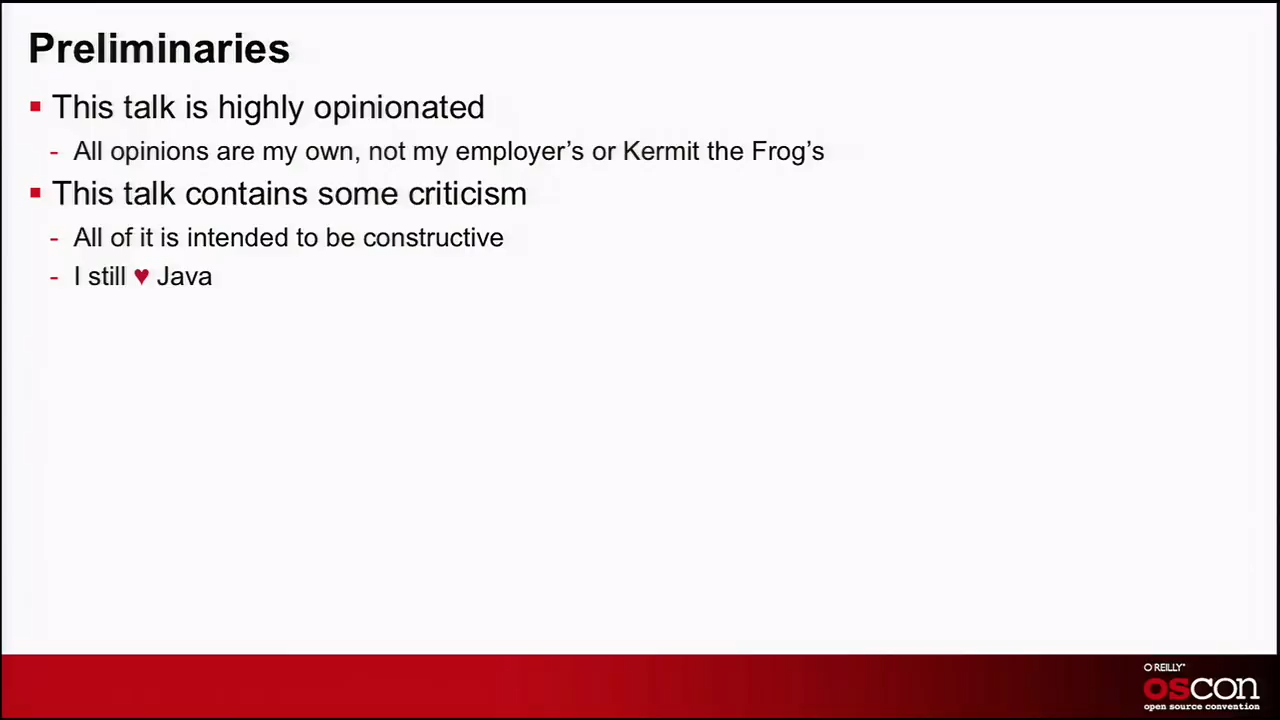 Preliminaries
▪ This talk is highly opinionated
- All opinions are my own, not my employer’s or Kermit the Frog’s
▪ This talk contains some criticism
- All of it is intended to be constructive
- I still ♥ Java
O REILLY®
oscon
open source convention